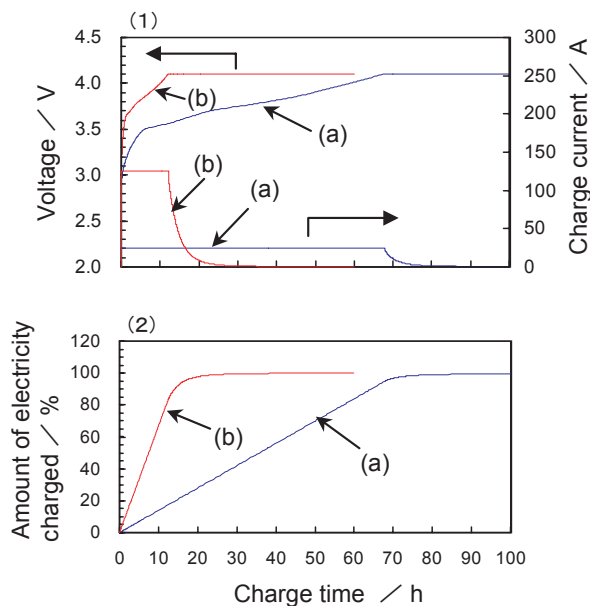 (1)
4.5
4.0
3.5
3.0
2.5
2.0
Voltage / V
300
250
200
150
100
50
0
Charge current / A
(b)
(a)
(b)
(a)
(2)
120
100
80
60
40
20
0
Amount of electricity
charged / %
(b)
(a)
0 10 20 30 40 50 60 70 80 90 100
Charge time / h